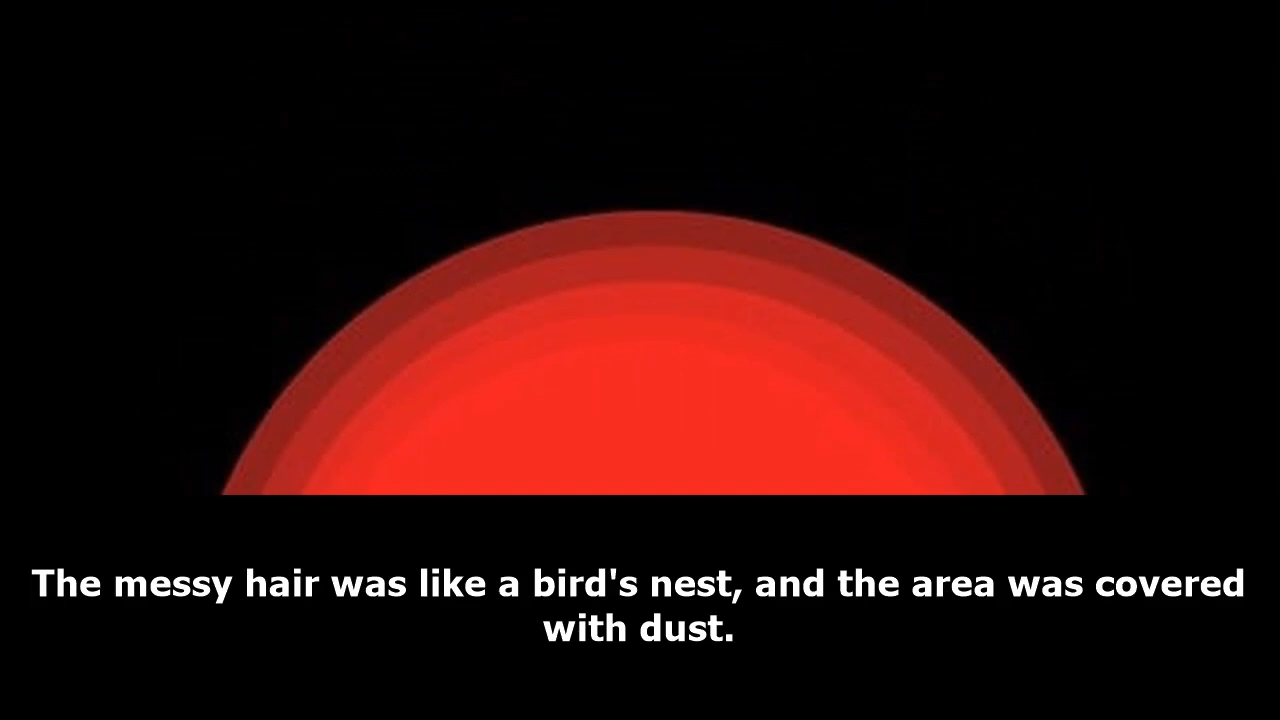 The messy hair was like a bird's nest, and the area was covered
with dust.